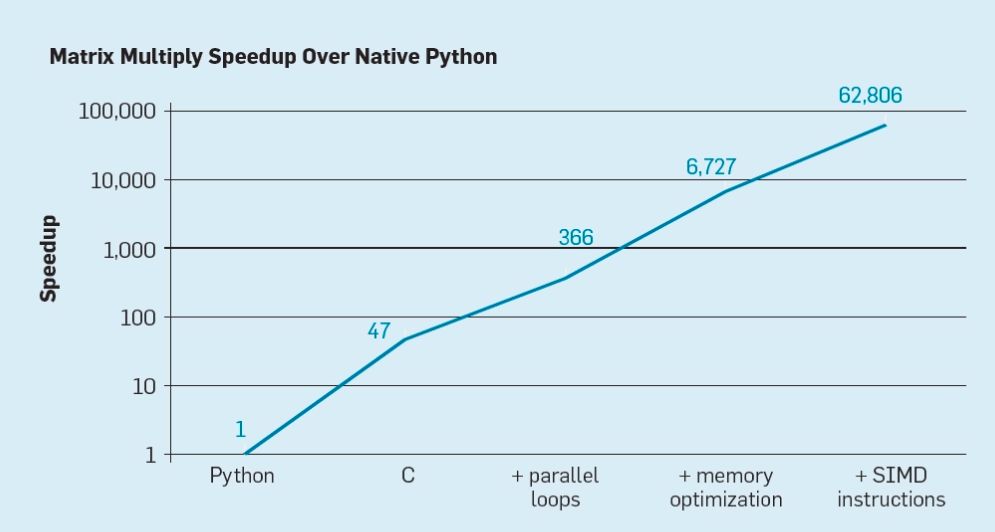 Matrix Multiply Speedup Over Native Python
62,806
100,000
6,727
10,000
366
1,000
47
100
10
1
1
Speedup
Python
C
+ parallel
loops
+ memory
optimization
+ SIMD
instructions